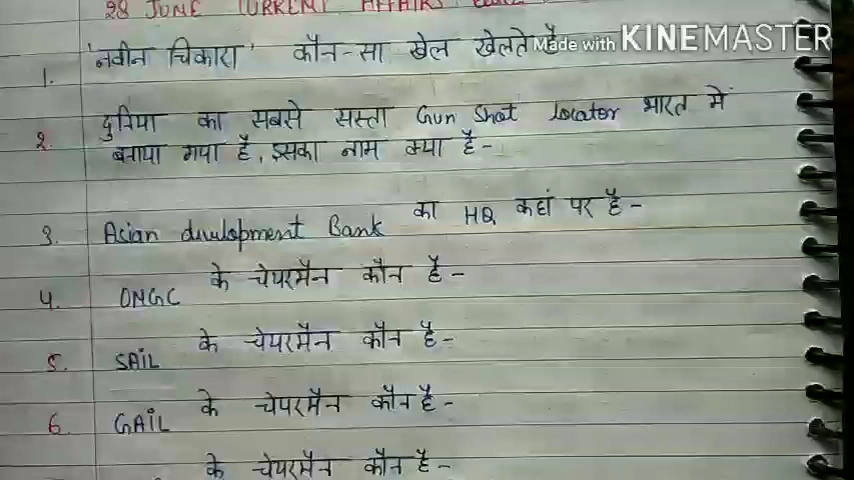 28 JUNE CURRENT AFFAIRS
1. 'नवीन चिकारा' कौन-सा खेल खेलते है
Made with KINEMASTER
2. दुनिया का सबसे सस्ता Gun Shot locator भारत में
बनाया गया है, इसका नाम क्या है-
3. Asian development Bank का HQ कहां पर है-
4. ONGC के चेयरमैन कौन है-
5. SAIL के चेयरमैन कौन है-
6. GAIL के चेयरमैन कौन है-
के चेयरमैन कौन है-